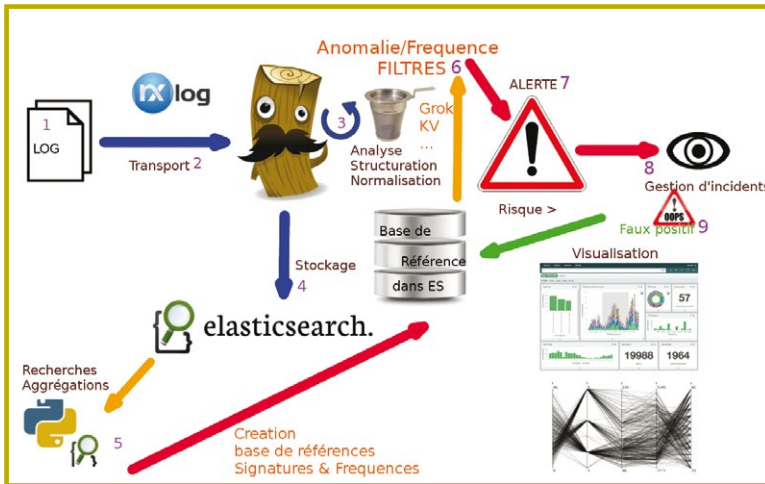 Anomalie/Frequence
FILTRES 6
ALERTE 7
nxlog
1
LOG
Transport 2
3
Grok
KV
...
Analyse
Structuration
Normalisation
8
Gestion d'incidents
OOPS
Risque >
Faux positif 9
Base de
Référence
dans ES
Visualisation
Stockage
4
elasticsearch.
57
19988
1964
Recherches
Aggrégations
5
Creation
base de références
Signatures & Frequences